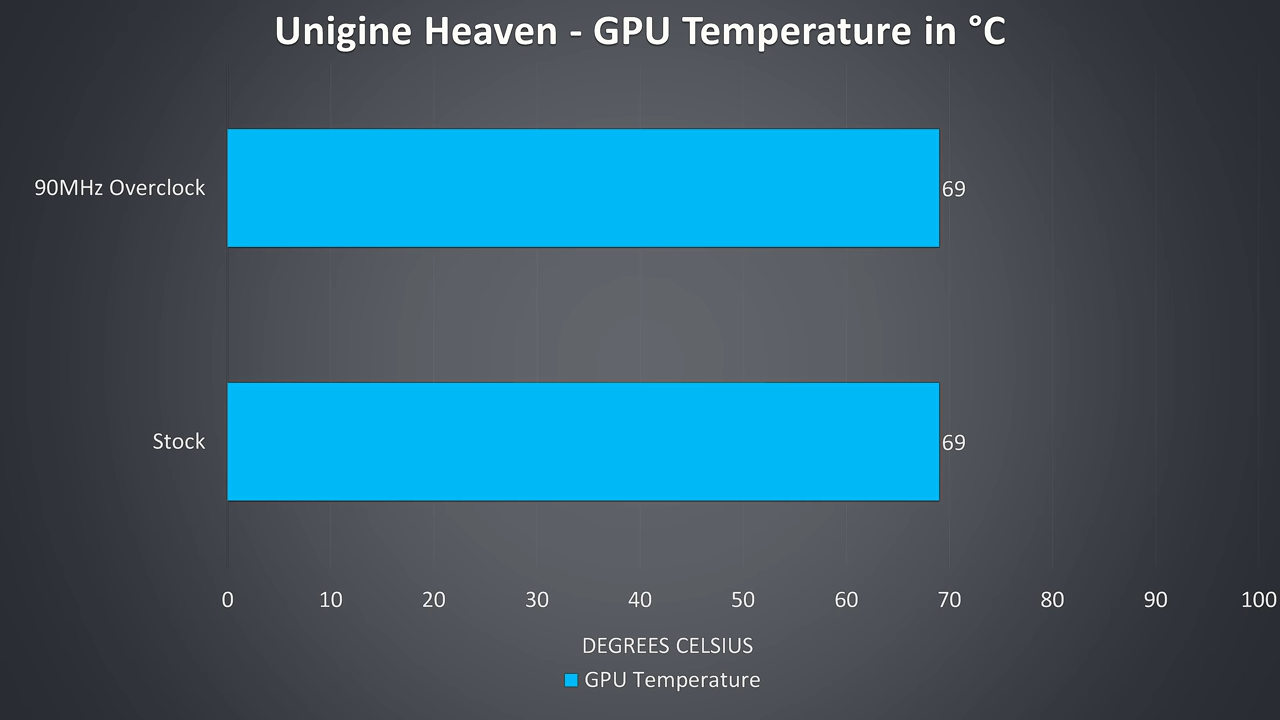 Unigine Heaven - GPU Temperature in °C
90MHz Overclock
69
Stock
69
0 10 20 30 40 50 60 70 80 90 100
DEGREES CELSIUS
GPU Temperature